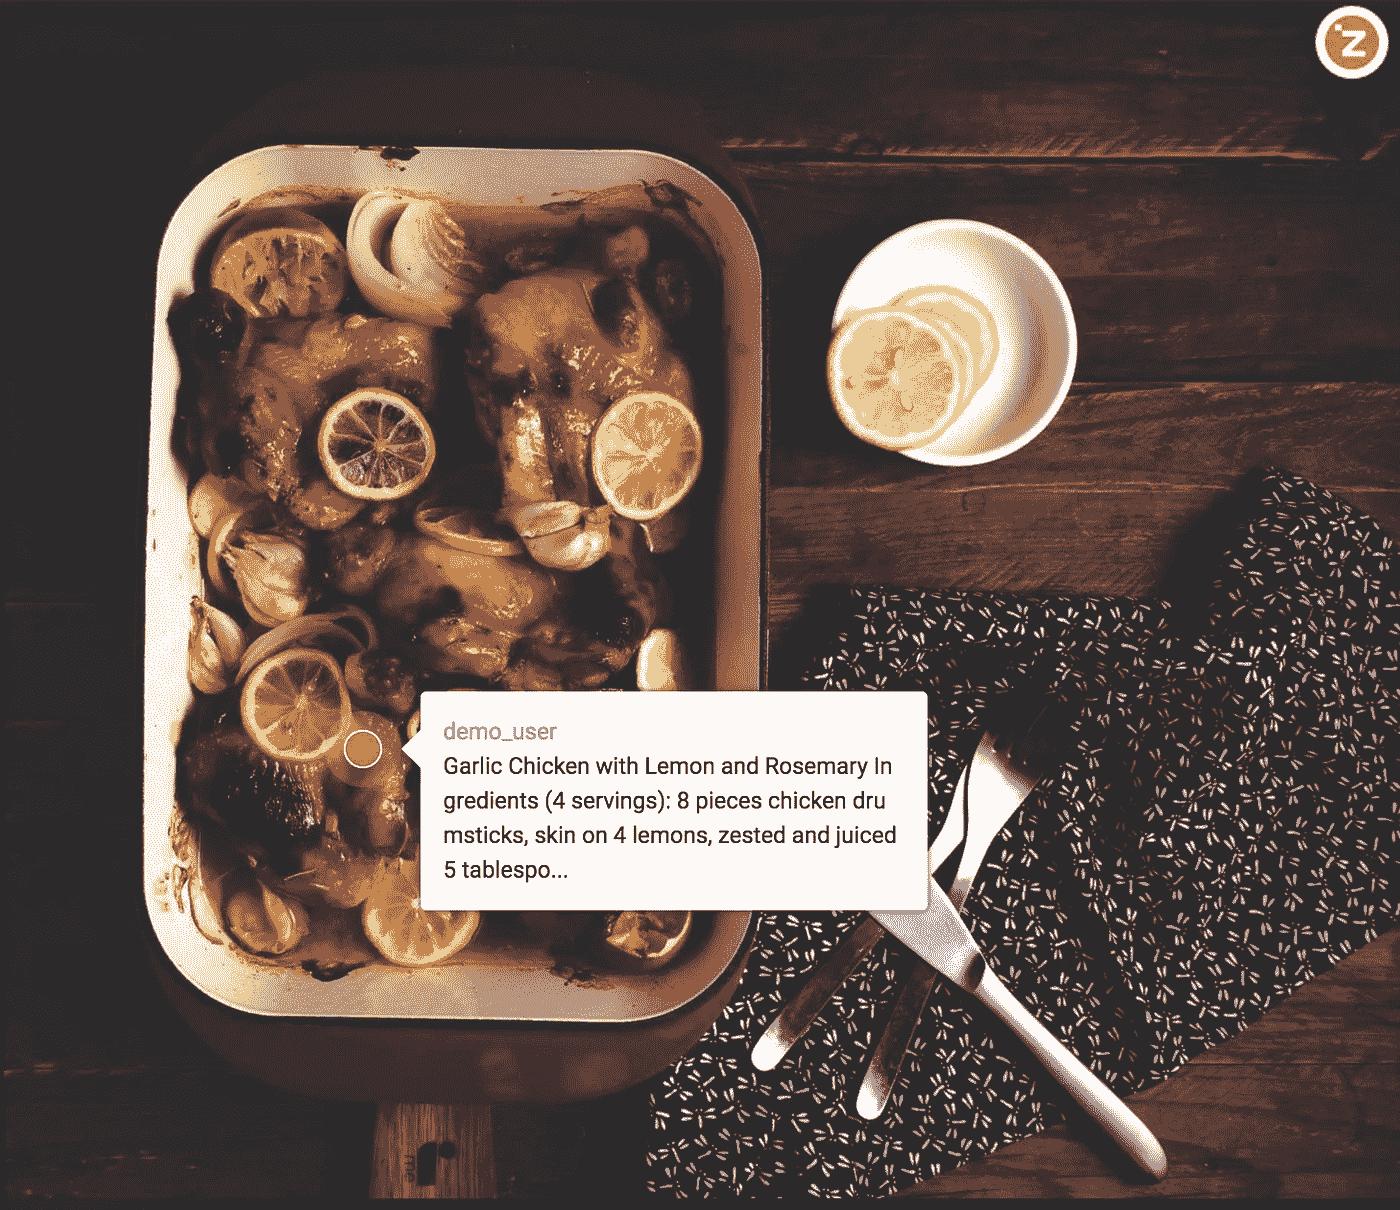 Z
demo_user
Garlic Chicken with Lemon and Rosemary In
gredients (4 servings): 8 pieces chicken dru
msticks, skin on 4 lemons, zested and juiced
5 tablespo...